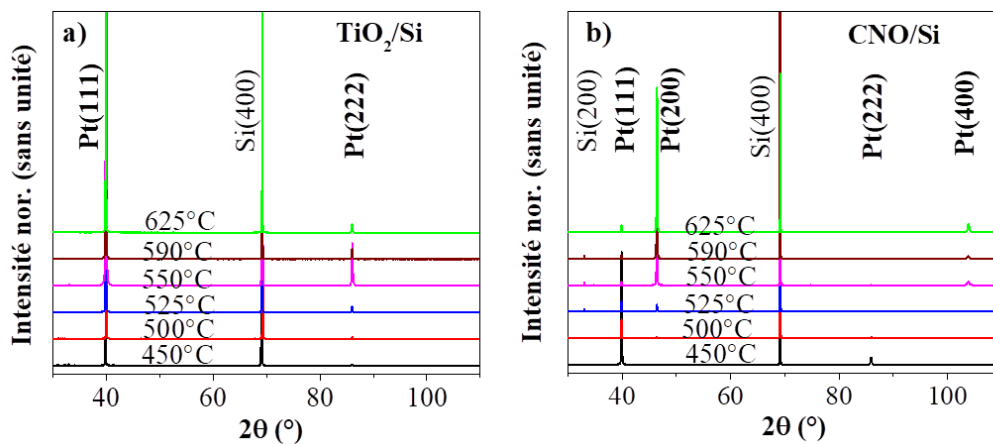 a)
TiO2/Si
Pt(111)
Si(400)
Pt(222)
625°C
590°C
550°C
525°C
500°C
450°C
40 60 80 100
2θ (°)
Intensité nor. (sans unité)
b)
CNO/Si
Si(200)
Pt(111)
Pt(200)
Si(400)
Pt(222)
Pt(400)
625°C
590°C
550°C
525°C
500°C
450°C
40 60 80 100
2θ (°)
Intensité nor. (sans unité)